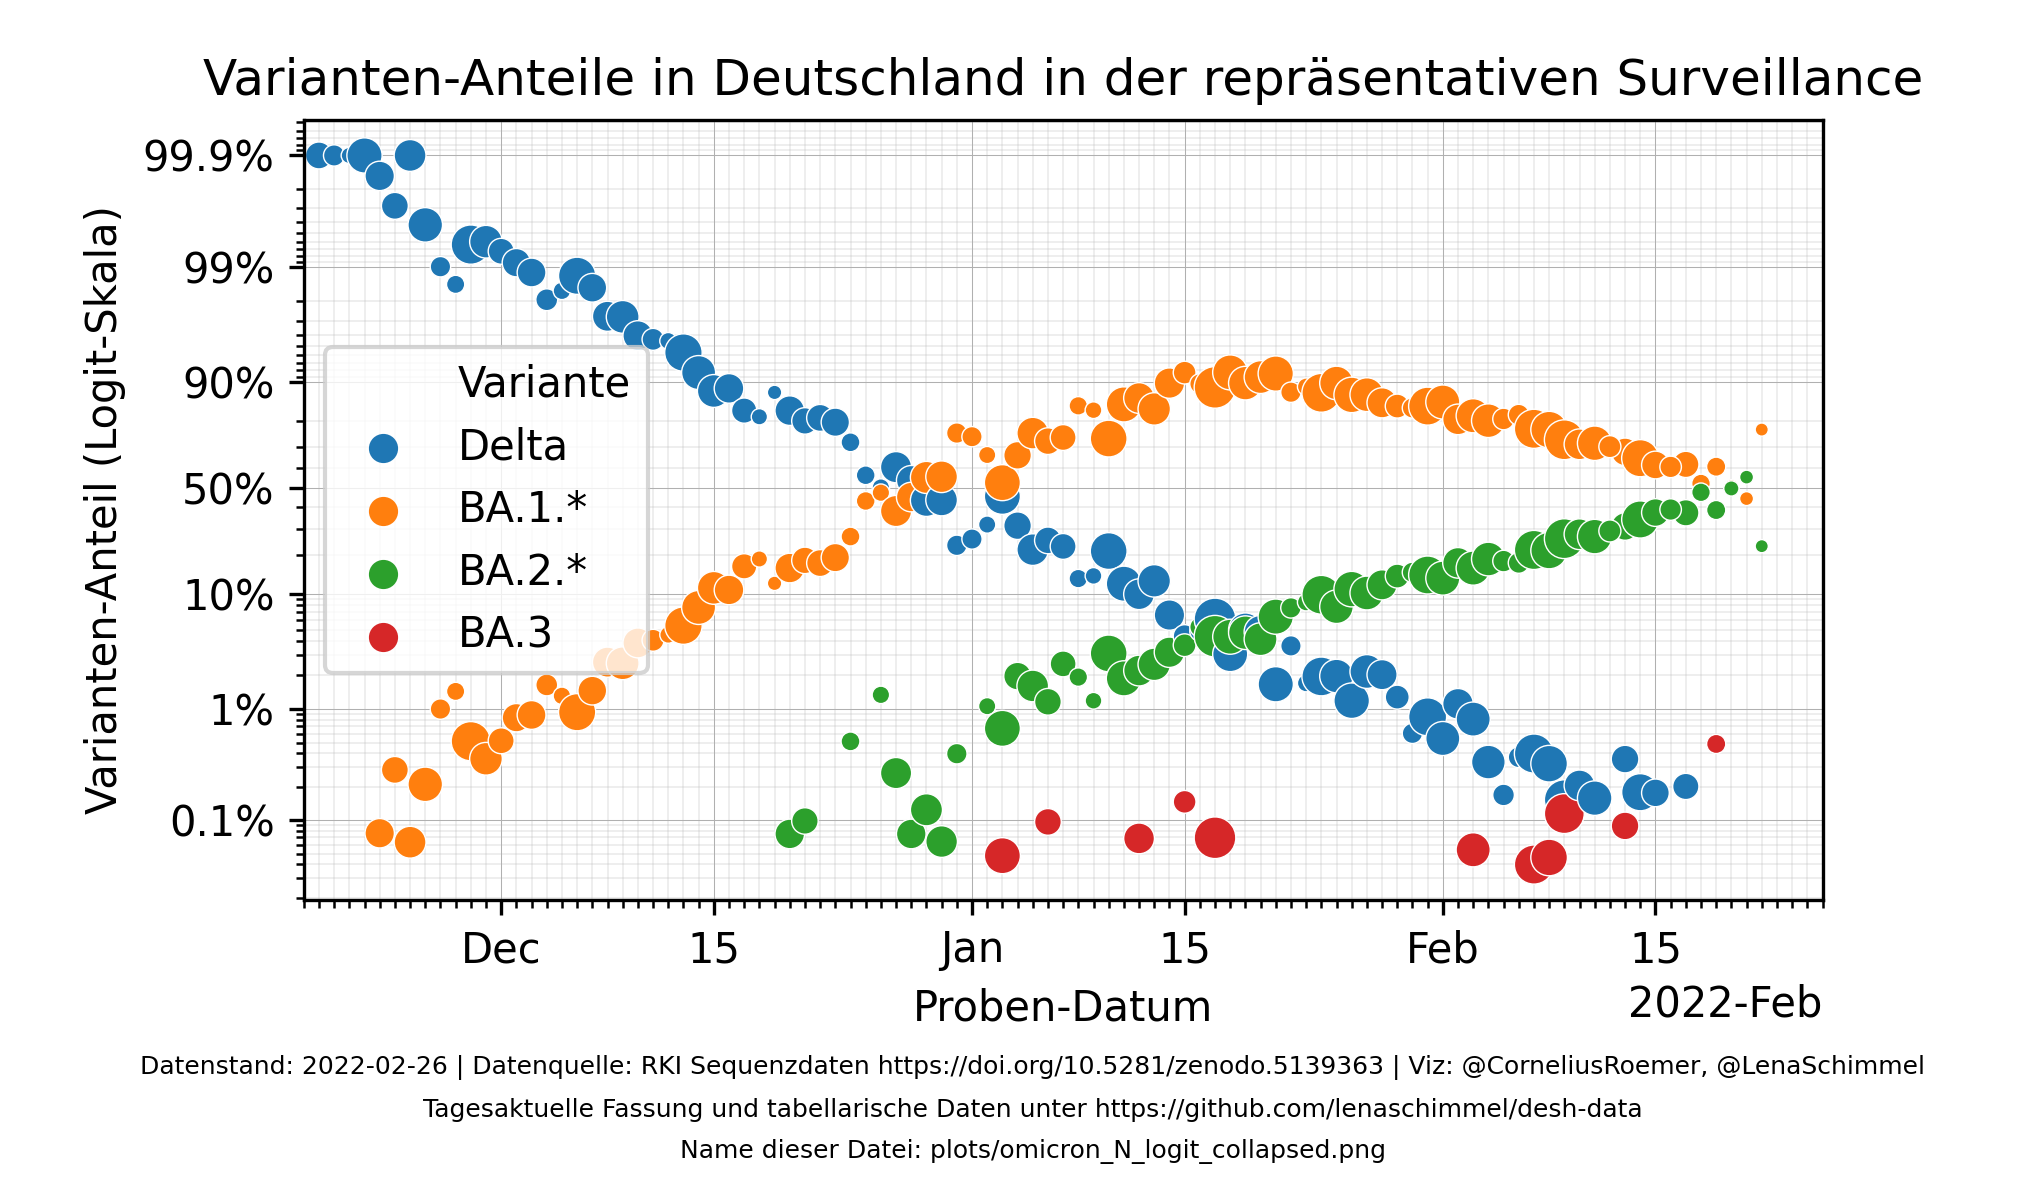 Varianten-Anteile in Deutschland in der repräsentativen Surveillance
Varianten-Anteil (Logit-Skala)
99.9%
99%
90%
50%
10%
1%
0.1%
Variante
Delta
BA.1.*
BA.2.*
BA.3
Dec 15 Jan 15 Feb 15
Proben-Datum
2022-Feb
Datenstand: 2022-02-26 | Datenquelle: RKI Sequenzdaten https://doi.org/10.5281/zenodo.5139363 | Viz: @CorneliusRoemer, @LenaSchimmel
Tagesaktuelle Fassung und tabellarische Daten unter https://github.com/lenaschimmel/desh-data
Name dieser Datei: plots/omicron_N_logit_collapsed.png